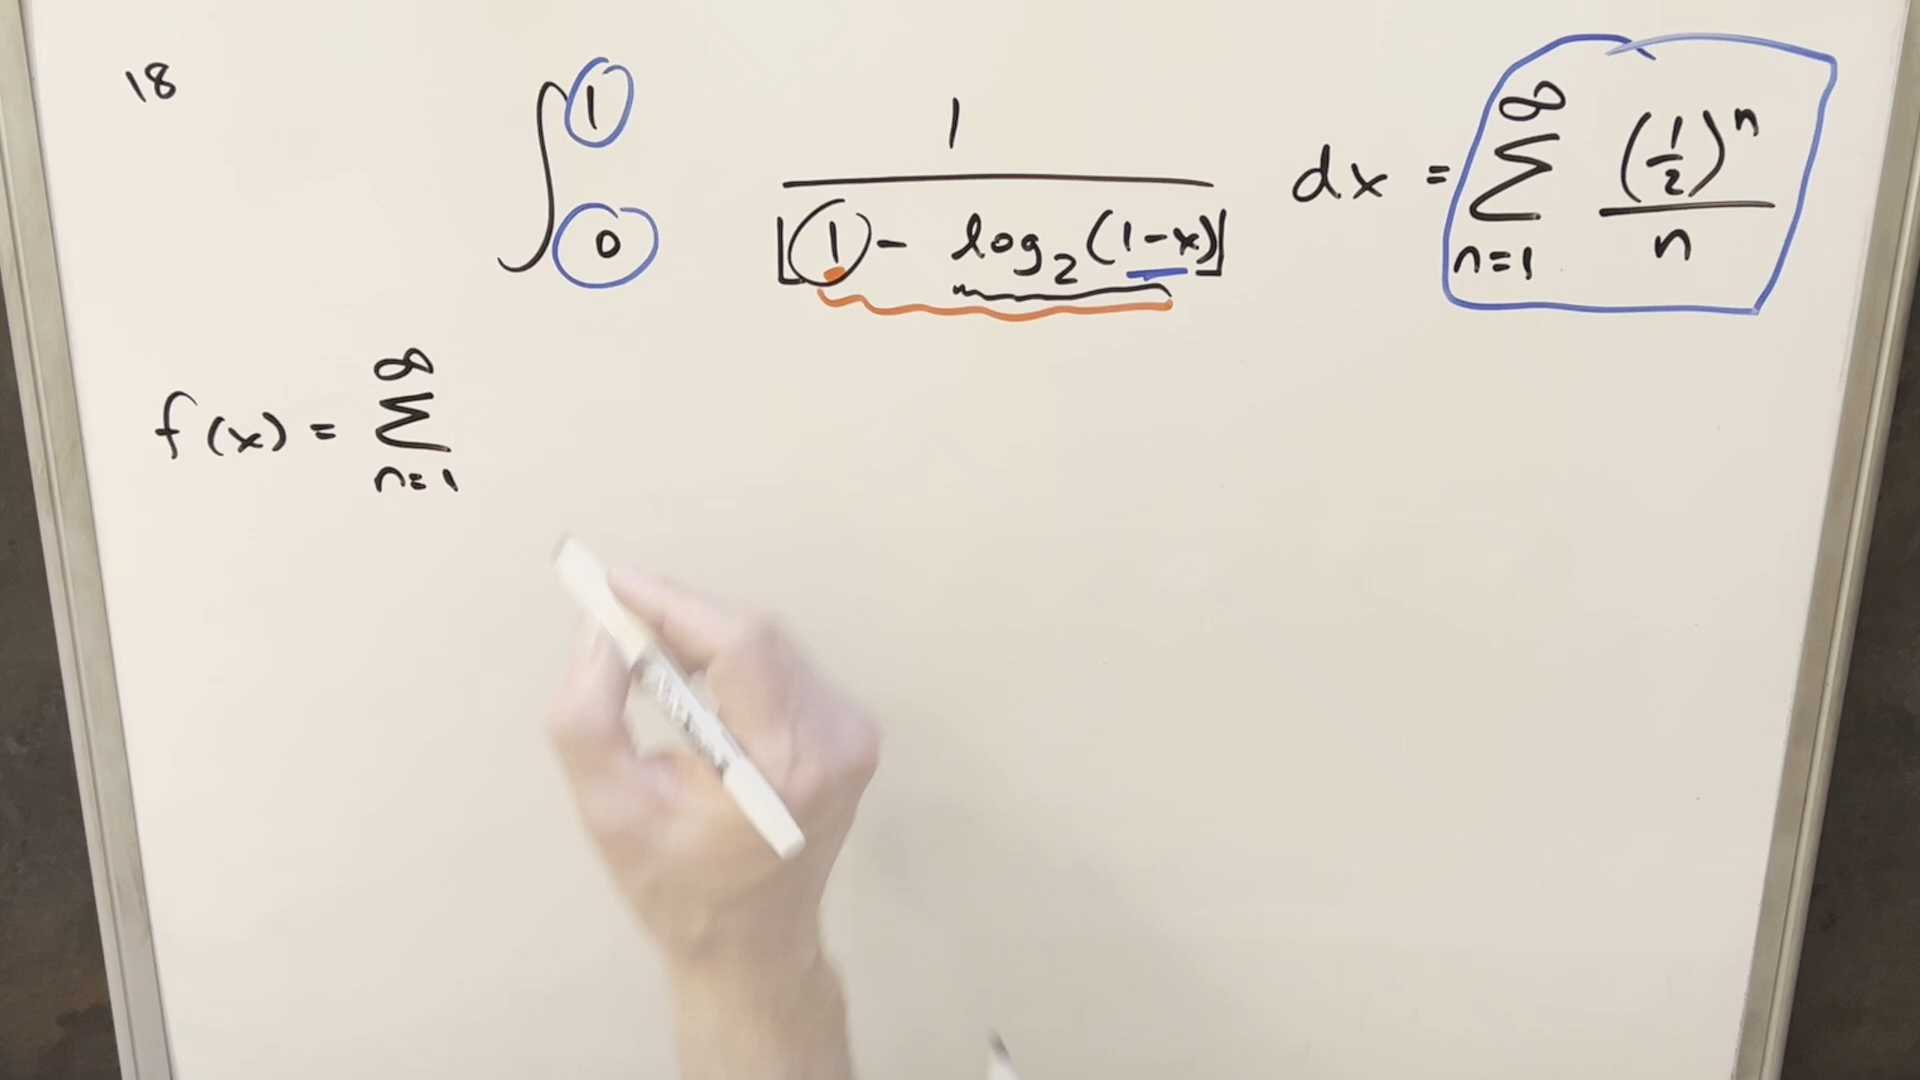 18
∫₀¹ 1/⌊1 - log₂(1-x)⌋ dx = ∑_{n=1}^{∞} (1/2)ⁿ/n
f(x) = ∑_{n=1}^{∞}